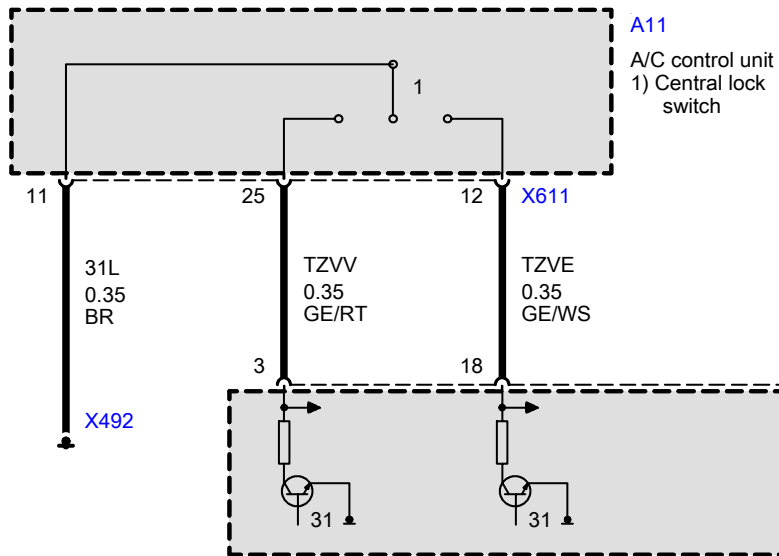 A11
A/C control unit
1) Central lock
switch
1
11
25
12
X611
31L
0.35
BR
TZVV
0.35
GE/RT
TZVE
0.35
GE/WS
3
18
X492
31
31